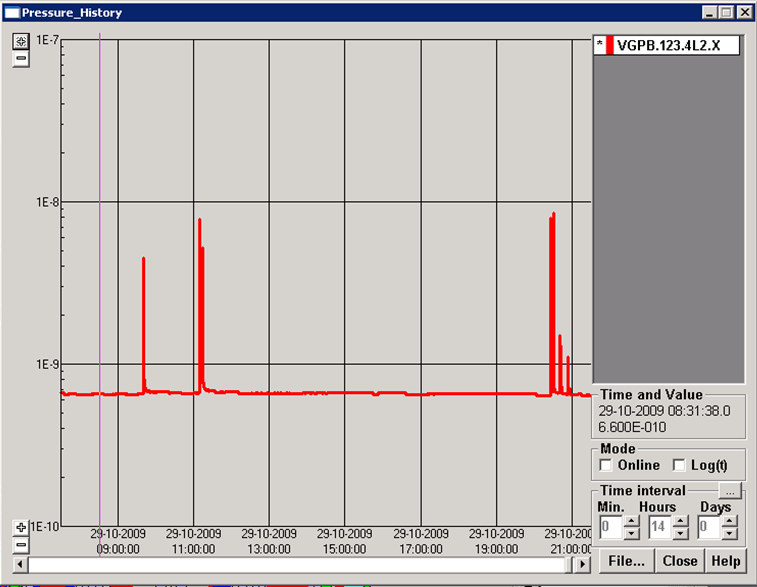 Pressure_History
1E-7
1E-8
1E-9
1E-10
29-10-2009 29-10-2009 29-10-2009 29-10-2009 29-10-2009 29-10-2009 29-10-200
09:00:00 11:00:00 13:00:00 15:00:00 17:00:00 19:00:00 21:00:00
* VGPB.123.4L2.X
Time and Value
29-10-2009 08:31:38.0
6.600E-010
Mode
Online Log(t)
Time interval ...
Min. Hours Days
0 14 0
File... Close Help